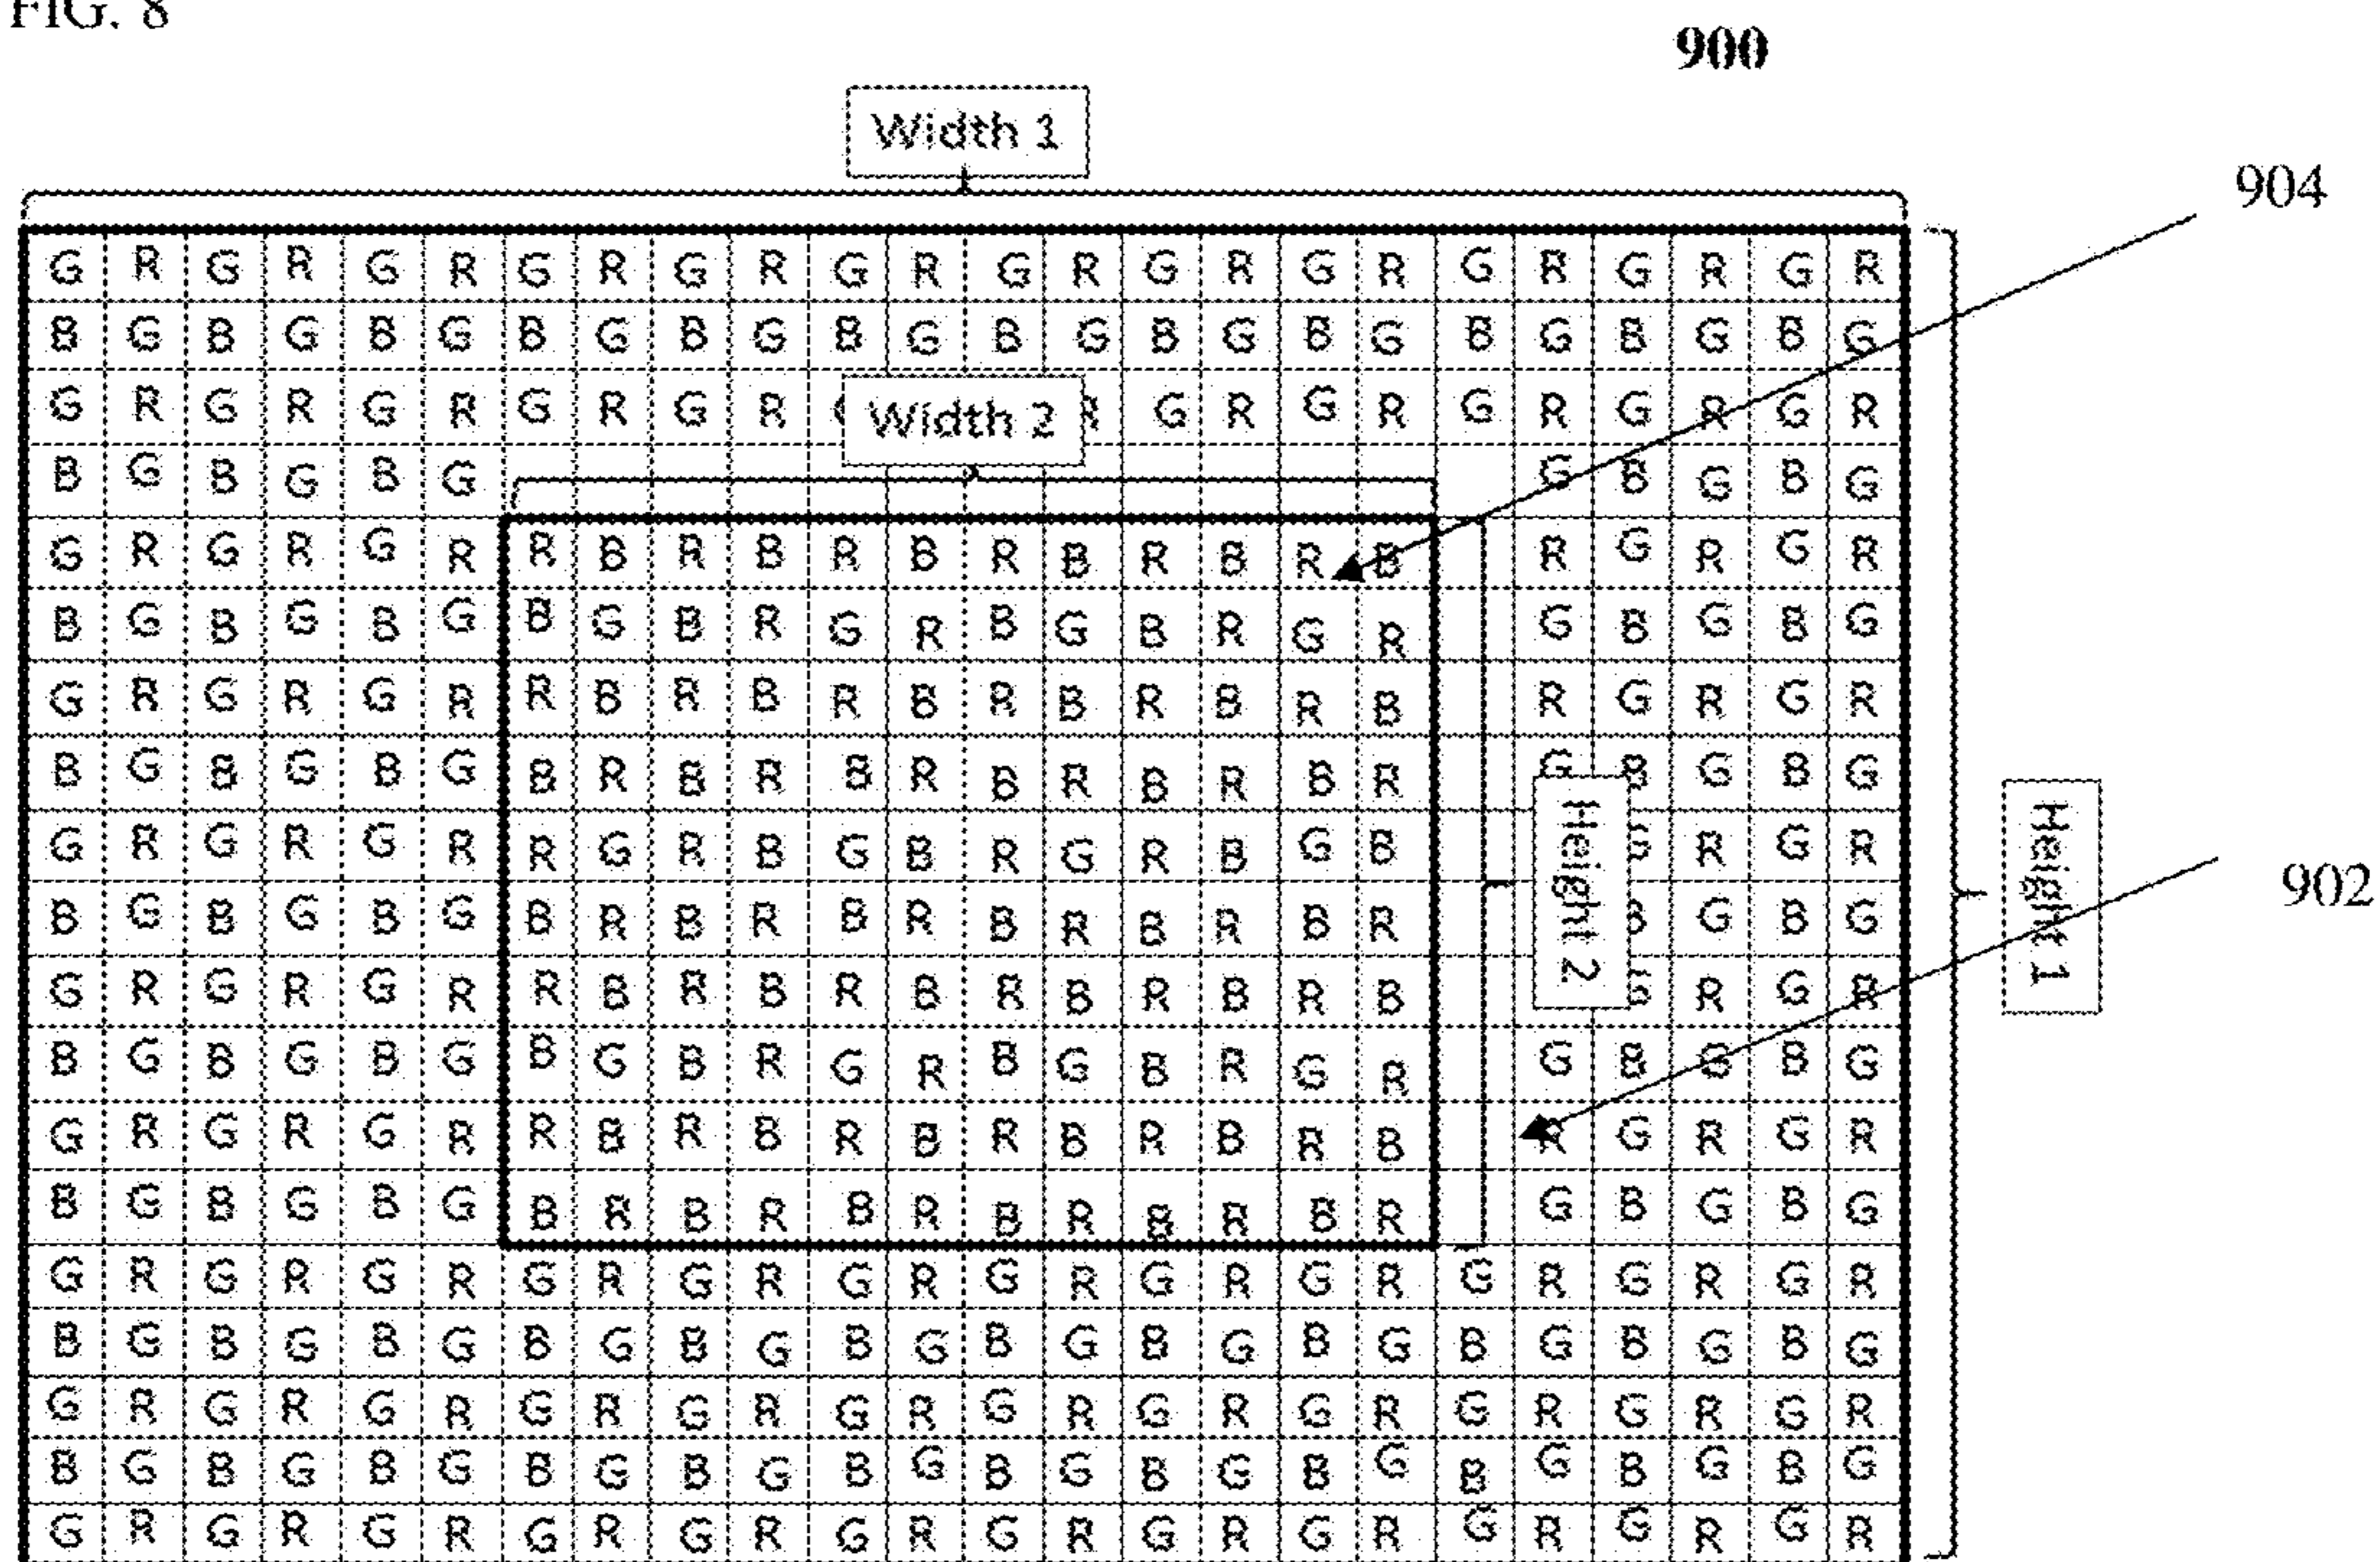 FIG. 8
900
Width 1
904
G R G R G R G R G R G R G R G R G R G R G R G R
B G B G B G B G B G B G B G B G B G B G B G B G
G R G R G R G R G R Width 2 G R G R G R G R G R
B G B G B G G B G B G
G R G R G R R B R B R B R B R B R B R G R G R
B G B G B G B G B R G R B G B R G R G B G B G
G R G R G R R B R B R B R B R B R B R G R G R
B G B G B G B R B R B R B R B R B R G B G B G
G R G R G R R G R B G B R G R B G B R G R
Height 2
Height 1
902
B G B G B G B R B R B R B R B R B R G B G
G R G R G R R B R B R B R B R B R B R G R
B G B G B G B G B R G R B G B R G R G B G B G
G R G R G R R B R B R B R B R B R B R G R G R
B G B G B G B R B R B R B R B R B R G B G B G
G R G R G R G R G R G R G R G R G R G R G R G R
B G B G B G B G B G B G B G B G B G B G B G B G
G R G R G R G R G R G R G R G R G R G R G R G R
B G B G B G B G B G B G B G B G B G B G B G B G
G R G R G R G R G R G R G R G R G R G R G R G R